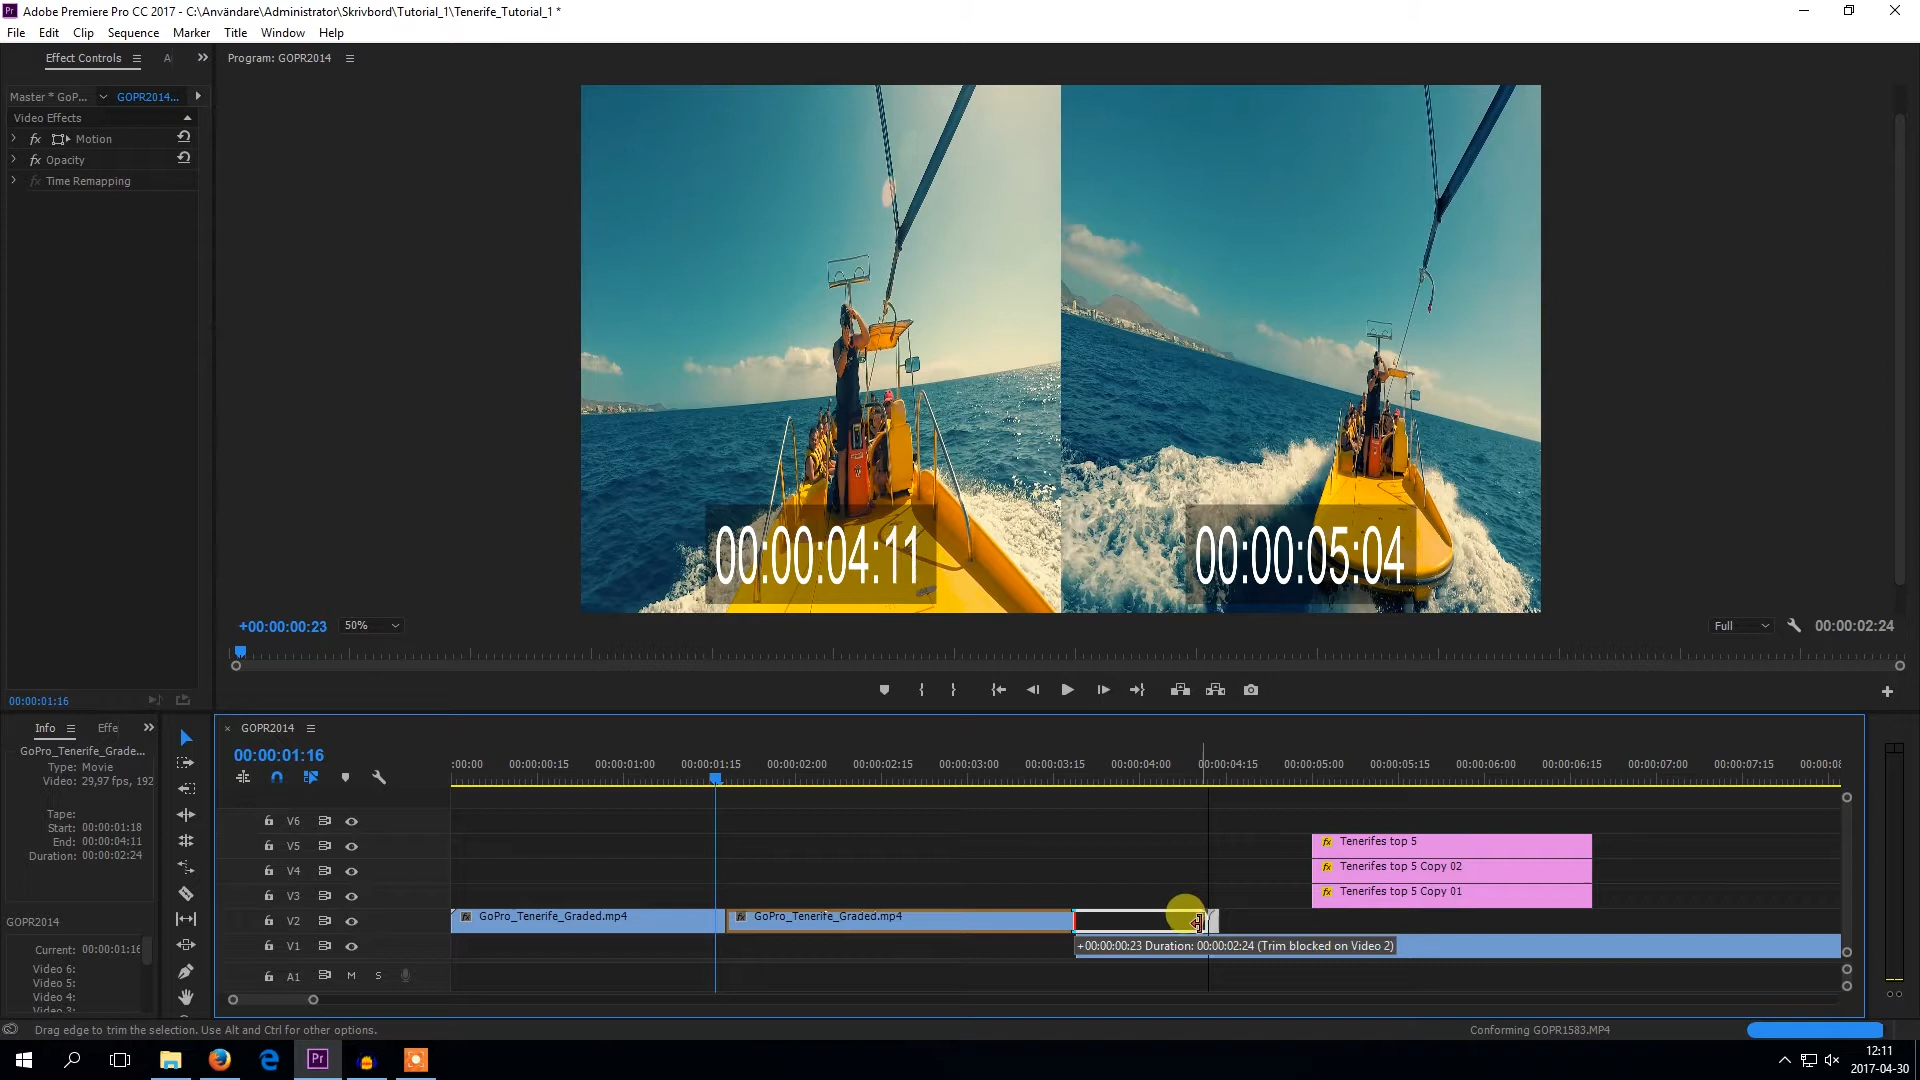 Adobe Premiere Pro CC 2017 - C:\Användare\Administrator\Skrivbord\Tutorial_1\Tenerife_Tutorial_1 *
File Edit Clip Sequence Marker Title Window Help
Effect Controls
Program: GOPR2014
Master * GoP... GOPR2014...
Video Effects
fx Motion
fx Opacity
fx Time Remapping
00:00:04:11
00:00:05:04
+00:00:00:23 50% Full 00:00:02:24
00:00:01:16
Info Effe
GoPro_Tenerife_Grade...
Type: Movie
Video: 29,97 fps, 192
Tape:
Start: 00:00:01:18
End: 00:00:04:11
Duration: 00:00:02:24
GOPR2014
Current: 00:00:01:16
Video 6:
Video 5:
Video 4:
Video 3:
× GOPR2014
00:00:01:16
:00:00 00:00:00:15 00:00:01:00 00:00:01:15 00:00:02:00 00:00:02:15 00:00:03:00 00:00:03:15 00:00:04:00 00:00:04:15 00:00:05:00 00:00:05:15 00:00:06:00 00:00:06:15 00:00:07:00 00:00:07:15
V6
V5 fx Tenerifes top 5
V4 fx Tenerifes top 5 Copy 02
V3 fx Tenerifes top 5 Copy 01
V2 fx GoPro_Tenerife_Graded.mp4 fx GoPro_Tenerife_Graded.mp4
V1 +00:00:00:23 Duration: 00:00:02:24 (Trim blocked on Video 2)
A1 M S
Drag edge to trim the selection. Use Alt and Ctrl for other options.
Conforming GOPR1583.MP4
Pr
12:11
2017-04-30